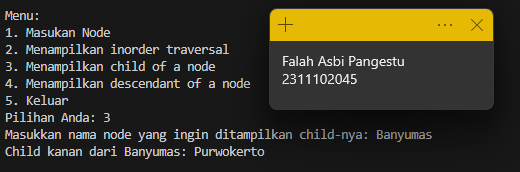 Menu:
1. Masukan Node
2. Menampilkan inorder traversal
3. Menampilkan child of a node
4. Menampilkan descendant of a node
5. Keluar
Pilihan Anda: 3
Masukkan nama node yang ingin ditampilkan child-nya: Banyumas
Child kanan dari Banyumas: Purwokerto
Falah Asbi Pangestu
2311102045